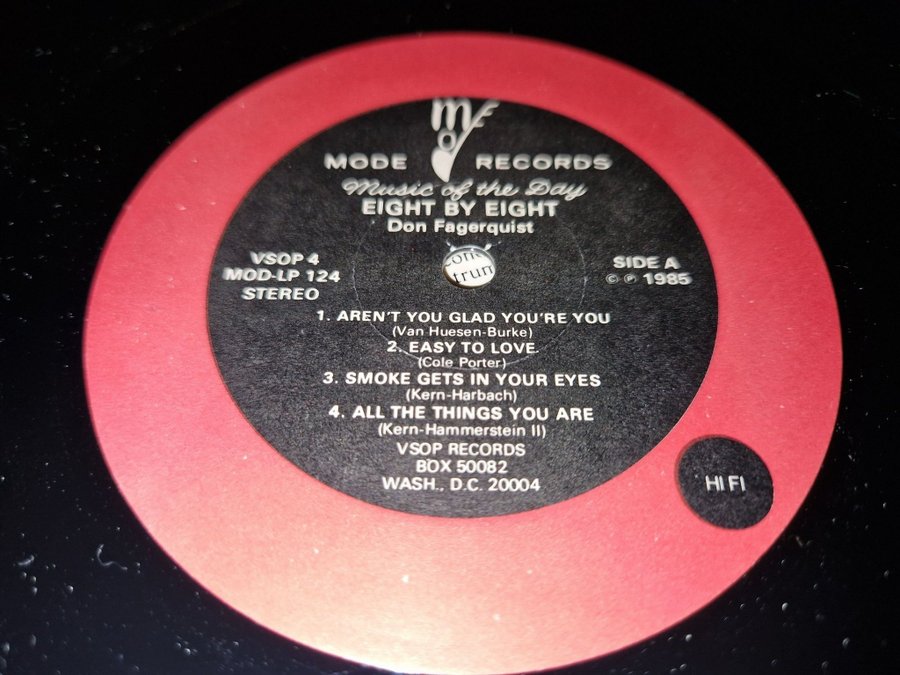 MODE
MODE RECORDS
Music of the Day
EIGHT BY EIGHT
Don Fagerquist
VSOP 4
MOD-LP 124
STEREO
SIDE A
© ℗ 1985
1. AREN'T YOU GLAD YOU'RE YOU
(Van Huesen-Burke)
2. EASY TO LOVE
(Cole Porter)
3. SMOKE GETS IN YOUR EYES
(Kern-Harbach)
4. ALL THE THINGS YOU ARE
(Kern-Hammerstein II)
VSOP RECORDS
BOX 50082
WASH., D.C. 20004
HI FI